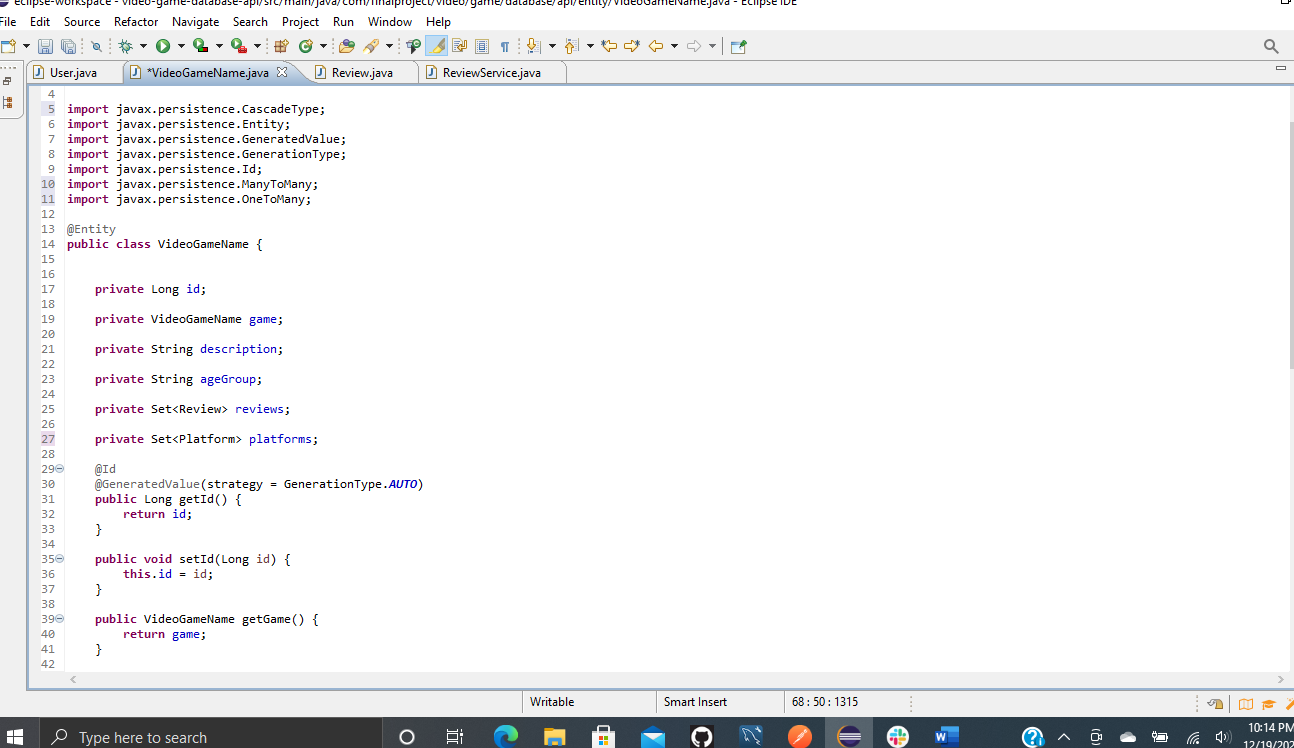 eclipse-workspace - video-game-database-api/src/main/java/com/finalproject/video/game/database/api/entity/VideoGameName.java - Eclipse IDE
File Edit Source Refactor Navigate Search Project Run Window Help
User.java *VideoGameName.java Review.java ReviewService.java
4
5 import javax.persistence.CascadeType;
6 import javax.persistence.Entity;
7 import javax.persistence.GeneratedValue;
8 import javax.persistence.GenerationType;
9 import javax.persistence.Id;
10 import javax.persistence.ManyToMany;
11 import javax.persistence.OneToMany;
12
13 @Entity
14 public class VideoGameName {
15
16
17 private Long id;
18
19 private VideoGameName game;
20
21 private String description;
22
23 private String ageGroup;
24
25 private Set<Review> reviews;
26
27 private Set<Platform> platforms;
28
29 @Id
30 @GeneratedValue(strategy = GenerationType.AUTO)
31 public Long getId() {
32 return id;
33 }
34
35 public void setId(Long id) {
36 this.id = id;
37 }
38
39 public VideoGameName getGame() {
40 return game;
41 }
42
Writable Smart Insert 68 : 50 : 1315
Type here to search
10:14 PM
12/19/202